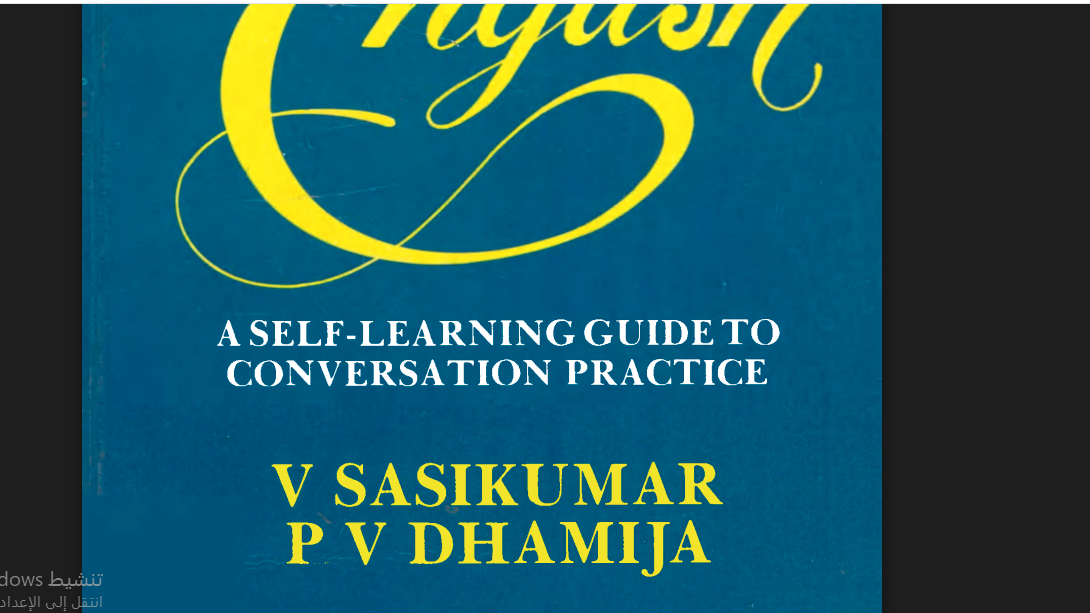 English
A SELF-LEARNING GUIDE TO
CONVERSATION PRACTICE
V SASIKUMAR
P V DHAMIJA
تنشيط dows
انتقل إلى الإعداد